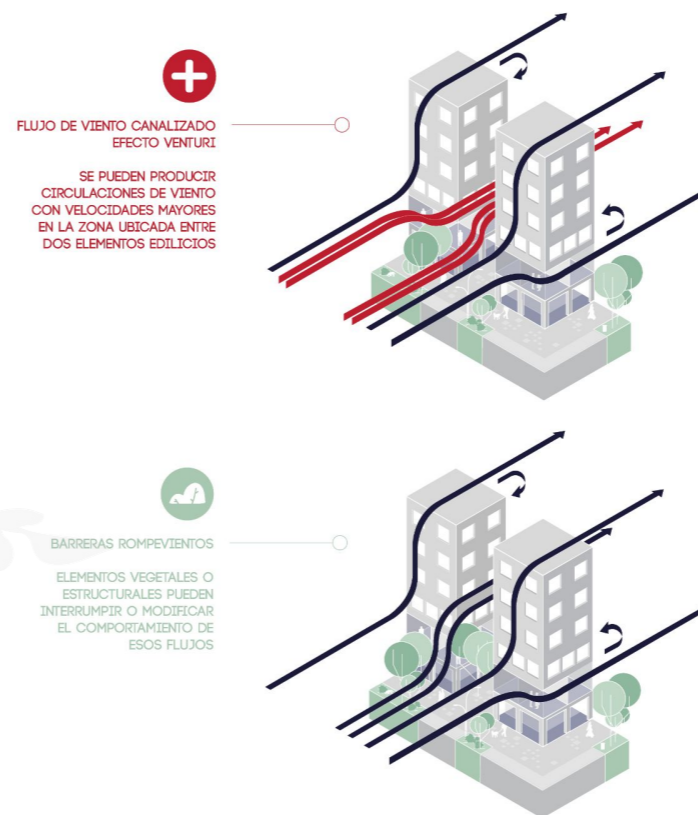 FLUJO DE VIENTO CANALIZADO
EFECTO VENTURI
SE PUEDEN PRODUCIR
CIRCULACIONES DE VIENTO
CON VELOCIDADES MAYORES
EN LA ZONA UBICADA ENTRE
DOS ELEMENTOS EDILICIOS
BARRERAS ROMPEVIENTOS
ELEMENTOS VEGETALES O
ESTRUCTURALES PUEDEN
INTERRUMPIR O MODIFICAR
EL COMPORTAMIENTO DE
ESOS FLUJOS